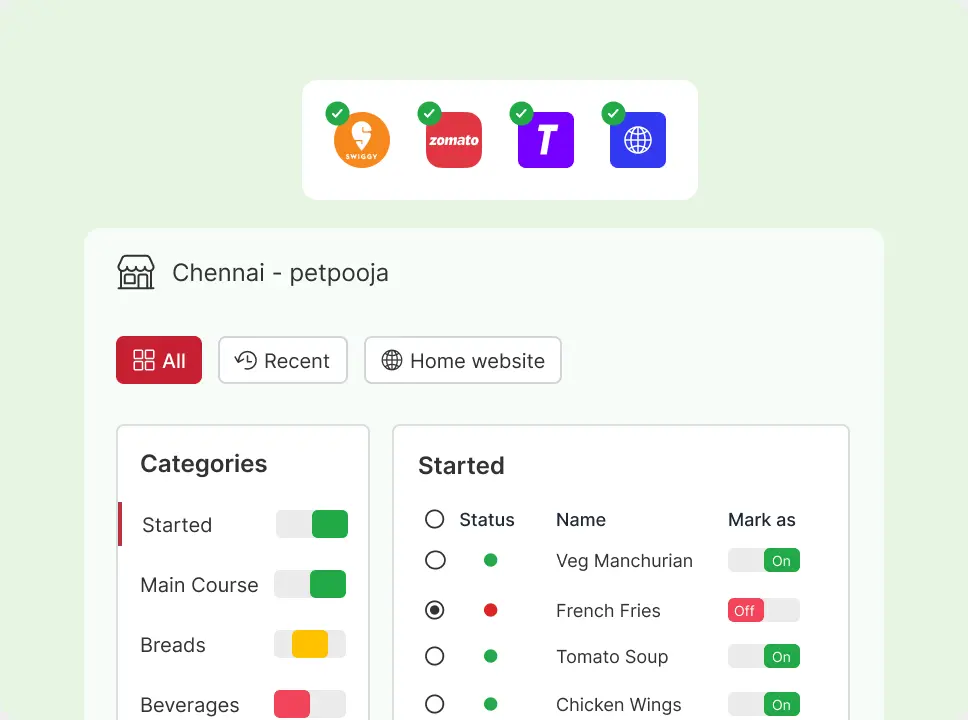 SWIGGY
zomato
T
Chennai - petpooja
All
Recent
Home website
Categories
Started
Main Course
Breads
Beverages
Started
Status Name Mark as
Veg Manchurian On
French Fries Off
Tomato Soup On
Chicken Wings On